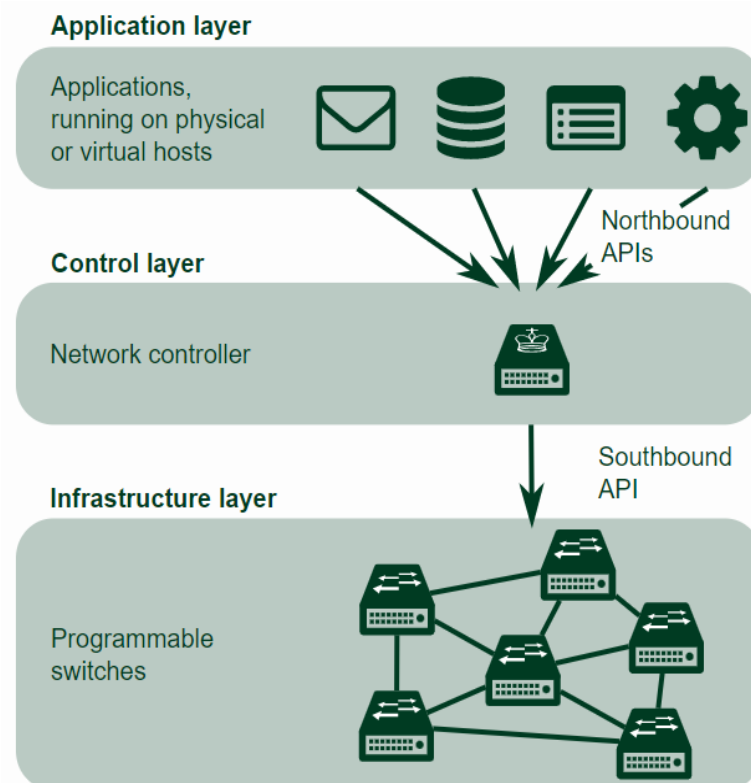 Application layer
Applications,
running on physical
or virtual hosts
Northbound
APIs
Control layer
Network controller
Southbound
API
Infrastructure layer
Programmable
switches